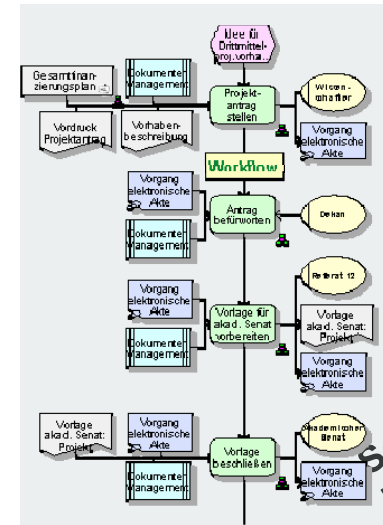 Idee für
Drittmittel-
proj.vorha...
Gesamtfinan-
zierungsplan
Dokumente
Management
Projekt-
antrag
stellen
Wissen-
schaftler
Vordruck
Projektantrag
Vorhaben-
beschreibung
Vorgang
elektronische
Akte
Workflow
Vorgang
elektronische
Akte
Antrag
befürworten
Dekan
Dokumente
Management
Referat 12
Vorgang
elektronische
Akte
Vorlage für
akad. Senat
vorbereiten
Vorlage
akad. Senat:
Projekt
Dokumente
Management
Vorgang
elektronische
Akte
Vorlage
akad. Senat:
Projekt
Vorgang
elektronische
Akte
Akademischer
Senat
Vorlage
beschließen
Dokumente
Management
Vorgang
elektronische
Akte